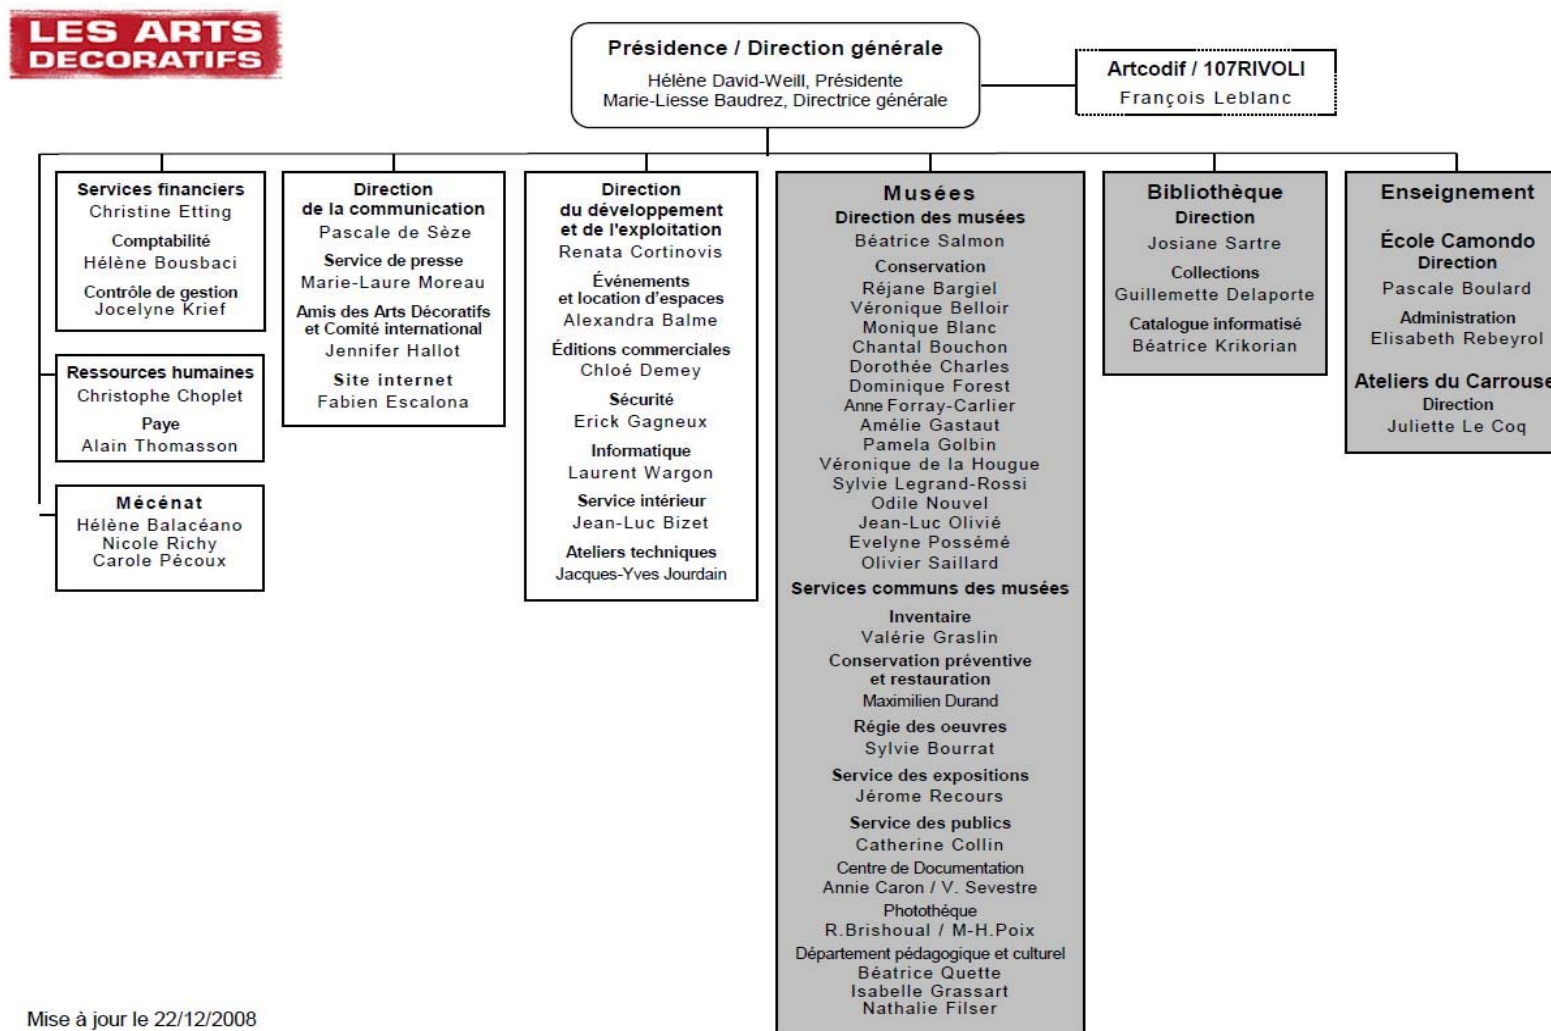 LES ARTS
DECORATIFS
Présidence / Direction générale
Hélène David-Weill, Présidente
Marie-Liesse Baudrez, Directrice générale
Artcodif / 107RIVOLI
François Leblanc
Services financiers
Christine Etting
Comptabilité
Hélène Bousbaci
Contrôle de gestion
Jocelyne Krief
Ressources humaines
Christophe Choplet
Paye
Alain Thomasson
Mécénat
Hélène Balacéano
Nicole Richy
Carole Pécoux
Direction
de la communication
Pascale de Sèze
Service de presse
Marie-Laure Moreau
Amis des Arts Décoratifs
et Comité international
Jennifer Hallot
Site internet
Fabien Escalona
Direction
du développement
et de l'exploitation
Renata Cortinovis
Événements
et location d'espaces
Alexandra Balme
Éditions commerciales
Chloé Demey
Sécurité
Erick Gagneux
Informatique
Laurent Wargon
Service intérieur
Jean-Luc Bizet
Ateliers techniques
Jacques-Yves Jourdain
Musées
Direction des musées
Béatrice Salmon
Conservation
Réjane Bargiel
Véronique Belloir
Monique Blanc
Chantal Bouchon
Dorothée Charles
Dominique Forest
Anne Forray-Carlier
Amélie Gastaut
Pamela Golbin
Véronique de la Hougue
Sylvie Legrand-Rossi
Odile Nouvel
Jean-Luc Olivié
Evelyne Possémé
Olivier Saillard
Services communs des musées
Inventaire
Valérie Graslin
Conservation préventive
et restauration
Maximilien Durand
Régie des oeuvres
Sylvie Bourrat
Service des expositions
Jérome Recours
Service des publics
Catherine Collin
Centre de Documentation
Annie Caron / V. Sevestre
Photothéque
R.Brishoual / M-H.Poix
Département pédagogique et culturel
Béatrice Quette
Isabelle Grassart
Nathalie Filser
Bibliothèque
Direction
Josiane Sartre
Collections
Guillemette Delaporte
Catalogue informatisé
Béatrice Krikorian
Enseignement
École Camondo
Direction
Pascale Boulard
Administration
Elisabeth Rebeyrol
Ateliers du Carrouse
Direction
Juliette Le Coq
Mise à jour le 22/12/2008